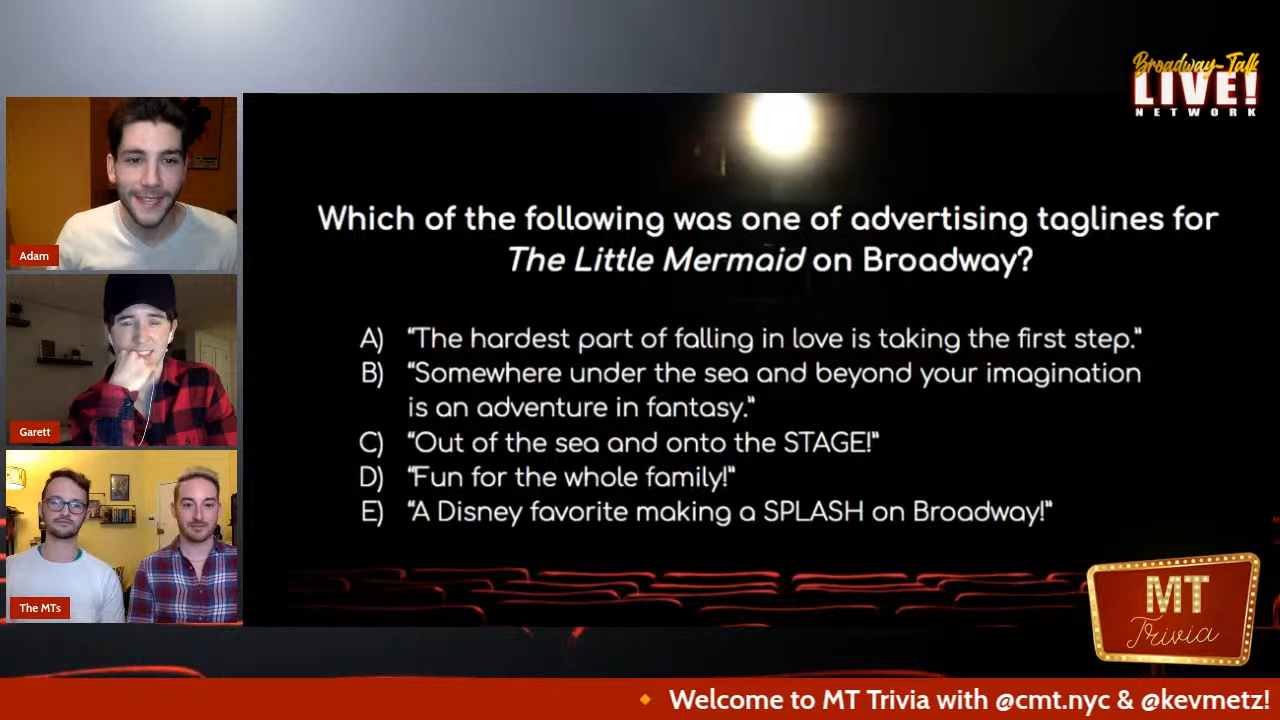 Broadway-Talk
LIVE!
NETWORK
Adam
Garett
The MTs
Which of the following was one of advertising taglines for
The Little Mermaid on Broadway?
A) “The hardest part of falling in love is taking the first step.”
B) “Somewhere under the sea and beyond your imagination
is an adventure in fantasy.”
C) “Out of the sea and onto the STAGE!”
D) “Fun for the whole family!”
E) “A Disney favorite making a SPLASH on Broadway!”
MT
Trivia
🔸 Welcome to MT Trivia with @cmt.nyc & @kevmetz!